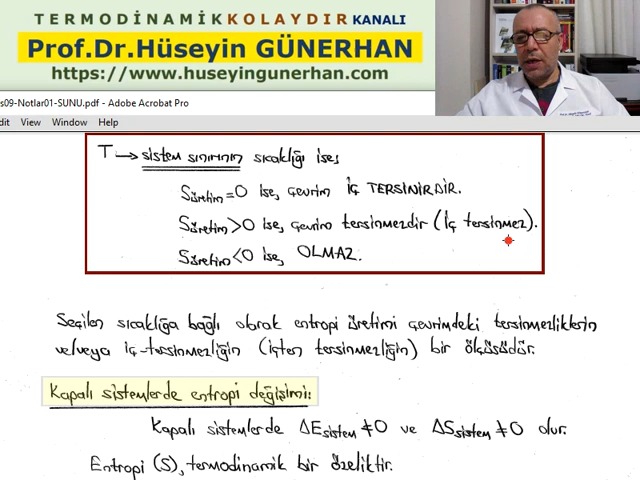 TERMODİNAMİKKOLAYDIR KANALI
Prof.Dr.Hüseyin GÜNERHAN
https://www.huseyingunerhan.com
s09-Notlar01-SUNU.pdf - Adobe Acrobat Pro
dit View Window Help
T → sistem sınırının sıcaklığı ise,
Süretim=0 ise, çevrim İÇ TERSİNİRDİR.
Süretim>0 ise, çevrim tersinmezdir (İç tersinmez).
Süretim<0 ise, OLMAZ.
Seçilen sıcaklığa bağlı olarak entropi üretimi çevrimdeki tersinmezliklerin
ve/veya iç-tersinmezliğin (içten tersinmezliğin) bir ölçüsüdür.
Kapalı sistemlerde entropi değişimi:
Kapalı sistemlerde ΔEsistem ≠0 ve ΔSsistem ≠0 olur.
Entropi (S), termodinamik bir özeliktir.